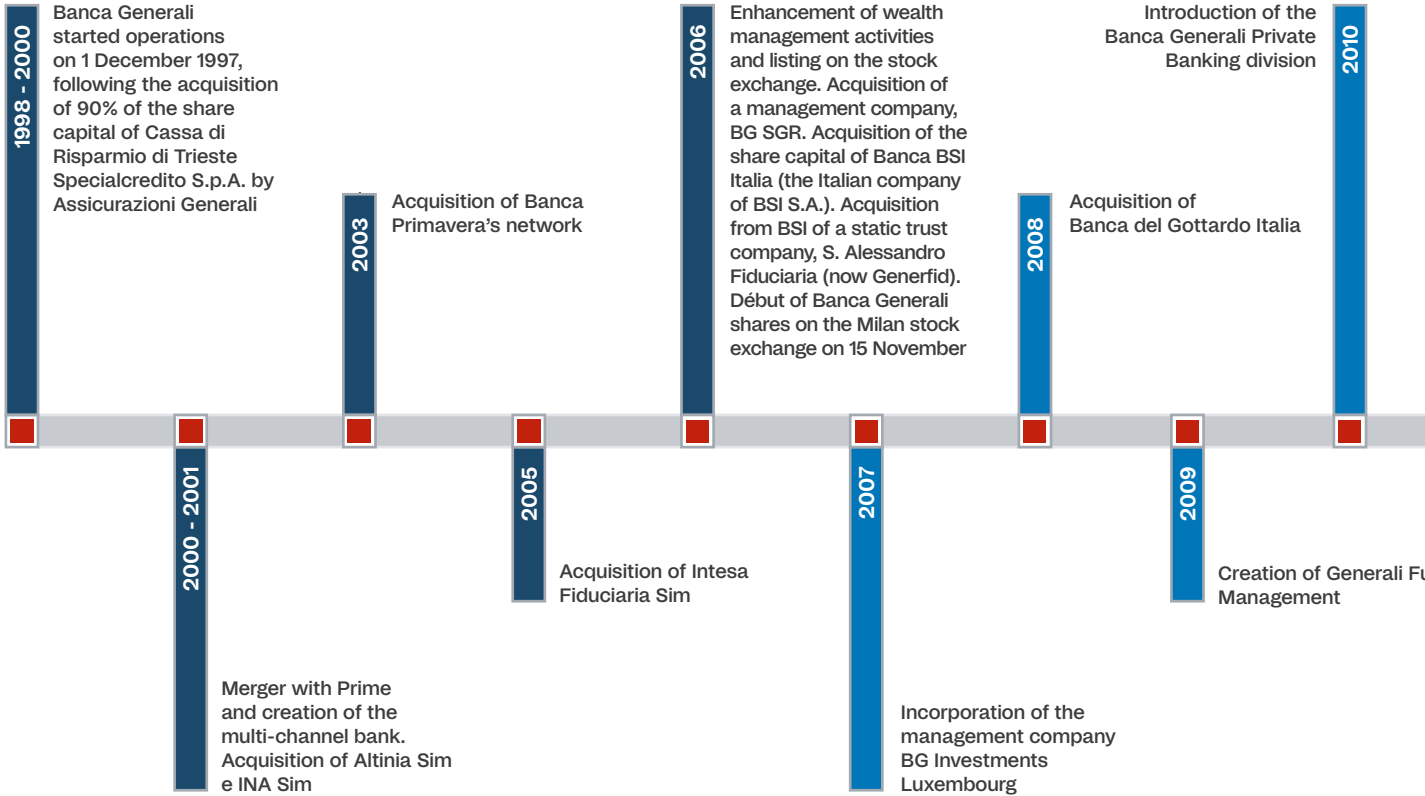 1998 - 2000
Banca Generali
started operations
on 1 December 1997,
following the acquisition
of 90% of the share
capital of Cassa di
Risparmio di Trieste
Specialcredito S.p.A. by
Assicurazioni Generali
2000 - 2001
Merger with Prime
and creation of the
multi-channel bank.
Acquisition of Altinia Sim
e INA Sim
2003
Acquisition of Banca
Primavera’s network
2005
Acquisition of Intesa
Fiduciaria Sim
2006
Enhancement of wealth
management activities
and listing on the stock
exchange. Acquisition of
a management company,
BG SGR. Acquisition of the
share capital of Banca BSI
Italia (the Italian company
of BSI S.A.). Acquisition
from BSI of a static trust
company, S. Alessandro
Fiduciaria (now Generfid).
Début of Banca Generali
shares on the Milan stock
exchange on 15 November
2007
Incorporation of the
management company
BG Investments
Luxembourg
2008
Acquisition of
Banca del Gottardo Italia
2009
Creation of Generali
Management
2010
Introduction of the
Banca Generali Private
Banking division